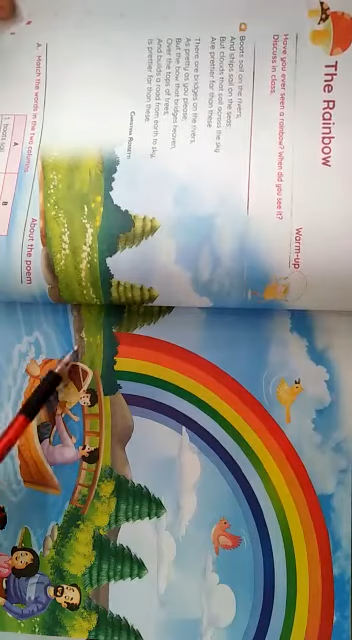 The Rainbow
Warm-up
Have you ever seen a rainbow? When did you see it?
Discuss in class.
Boats sail on the rivers,
And ships sail on the seas;
But clouds that sail across the sky
Are prettier far than these.
There are bridges on the rivers,
As pretty as you please;
But the bow that bridges heaven,
Over the tops of trees,
And builds a road from earth to sky,
Is prettier far than these.
Christina Rossetti
About the poem
A. Match the words in the two columns.
A
B
1. boats sail